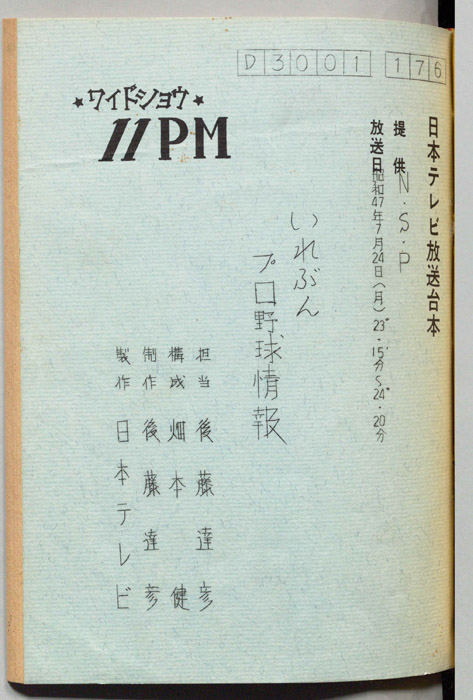 D3001 176
★ワイドショウ★
11PM
日本テレビ放送台本
提供 N・S・P
放送日 昭和47年7月24日(月)23°・15'分〜24°・20分
いれぶん
プロ野球情報
担当 後藤達彦
構成 畑本健
制作 後藤達彦
製作 日本テレビ